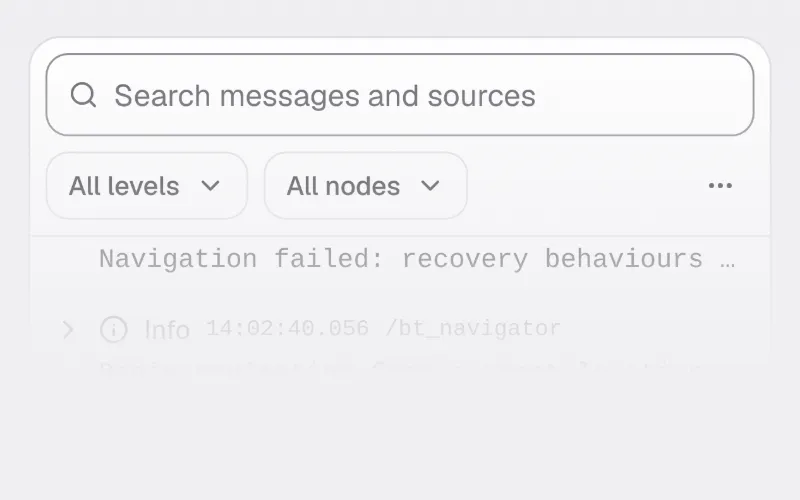 Search messages and sources
All levels
All nodes
Navigation failed: recovery behaviours …
Info 14:02:40.056 /bt_navigator